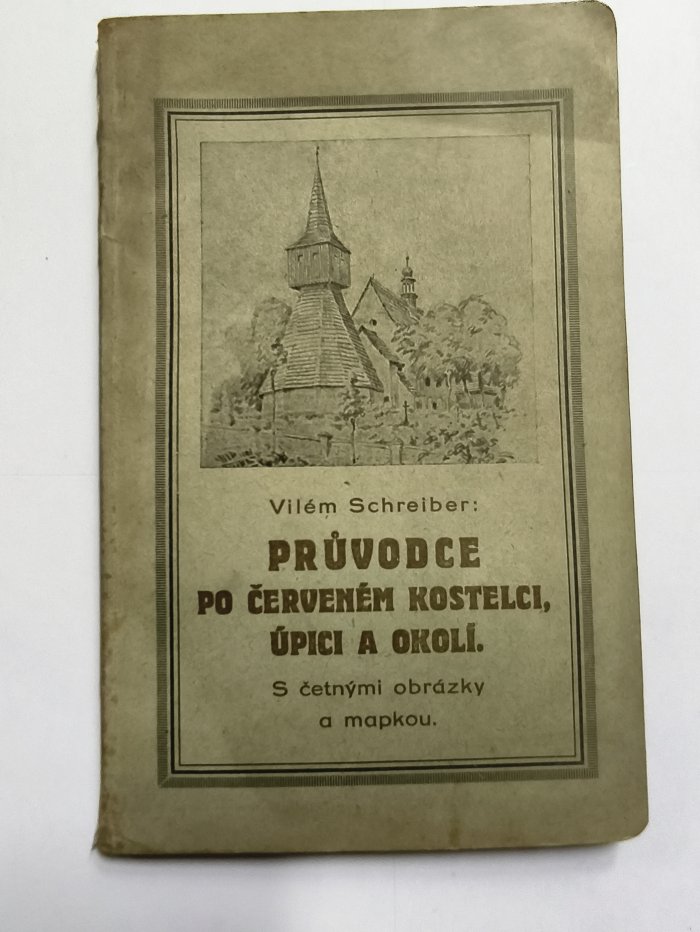 Vilém Schreiber:
PRŮVODCE
PO ČERVENÉM KOSTELCI,
ÚPICI A OKOLÍ.
S četnými obrázky
a mapkou.